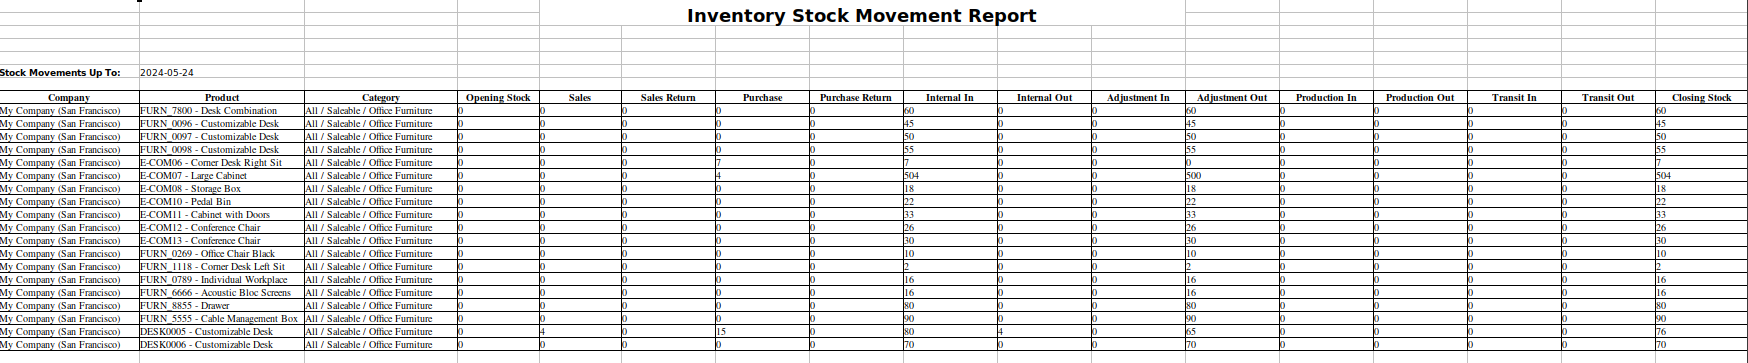 Inventory Stock Movement Report
Stock Movements Up To: 2024-05-24
Company Product Category Opening Stock Sales Sales Return Purchase Purchase Return Internal In Internal Out Adjustment In Adjustment Out Production In Production Out Transit In Transit Out Closing Stock
My Company (San Francisco) FURN_7800 - Desk Combination All / Saleable / Office Furniture 0 0 0 0 0 60 0 0 60 0 0 0 0 60
My Company (San Francisco) FURN_0096 - Customizable Desk All / Saleable / Office Furniture 0 0 0 0 0 45 0 0 45 0 0 0 0 45
My Company (San Francisco) FURN_0097 - Customizable Desk All / Saleable / Office Furniture 0 0 0 0 0 50 0 0 50 0 0 0 0 50
My Company (San Francisco) FURN_0098 - Customizable Desk All / Saleable / Office Furniture 0 0 0 0 0 55 0 0 55 0 0 0 0 55
My Company (San Francisco) E-COM06 - Corner Desk Right Sit All / Saleable / Office Furniture 0 0 0 7 0 7 0 0 0 0 0 0 0 7
My Company (San Francisco) E-COM07 - Large Cabinet All / Saleable / Office Furniture 0 0 0 4 0 504 0 0 500 0 0 0 0 504
My Company (San Francisco) E-COM08 - Storage Box All / Saleable / Office Furniture 0 0 0 0 0 18 0 0 18 0 0 0 0 18
My Company (San Francisco) E-COM10 - Pedal Bin All / Saleable / Office Furniture 0 0 0 0 0 22 0 0 22 0 0 0 0 22
My Company (San Francisco) E-COM11 - Cabinet with Doors All / Saleable / Office Furniture 0 0 0 0 0 33 0 0 33 0 0 0 0 33
My Company (San Francisco) E-COM12 - Conference Chair All / Saleable / Office Furniture 0 0 0 0 0 26 0 0 26 0 0 0 0 26
My Company (San Francisco) E-COM13 - Conference Chair All / Saleable / Office Furniture 0 0 0 0 0 30 0 0 30 0 0 0 0 30
My Company (San Francisco) FURN_0269 - Office Chair Black All / Saleable / Office Furniture 0 0 0 0 0 10 0 0 10 0 0 0 0 10
My Company (San Francisco) FURN_1118 - Corner Desk Left Sit All / Saleable / Office Furniture 0 0 0 0 0 2 0 0 2 0 0 0 0 2
My Company (San Francisco) FURN_0789 - Individual Workplace All / Saleable / Office Furniture 0 0 0 0 0 16 0 0 16 0 0 0 0 16
My Company (San Francisco) FURN_6666 - Acoustic Bloc Screens All / Saleable / Office Furniture 0 0 0 0 0 16 0 0 16 0 0 0 0 16
My Company (San Francisco) FURN_8855 - Drawer All / Saleable / Office Furniture 0 0 0 0 0 80 0 0 80 0 0 0 0 80
My Company (San Francisco) FURN_5555 - Cable Management Box All / Saleable / Office Furniture 0 0 0 0 0 90 0 0 90 0 0 0 0 90
My Company (San Francisco) DESK0005 - Customizable Desk All / Saleable / Office Furniture 0 4 0 15 0 80 4 0 65 0 0 0 0 76
My Company (San Francisco) DESK0006 - Customizable Desk All / Saleable / Office Furniture 0 0 0 0 0 70 0 0 70 0 0 0 0 70